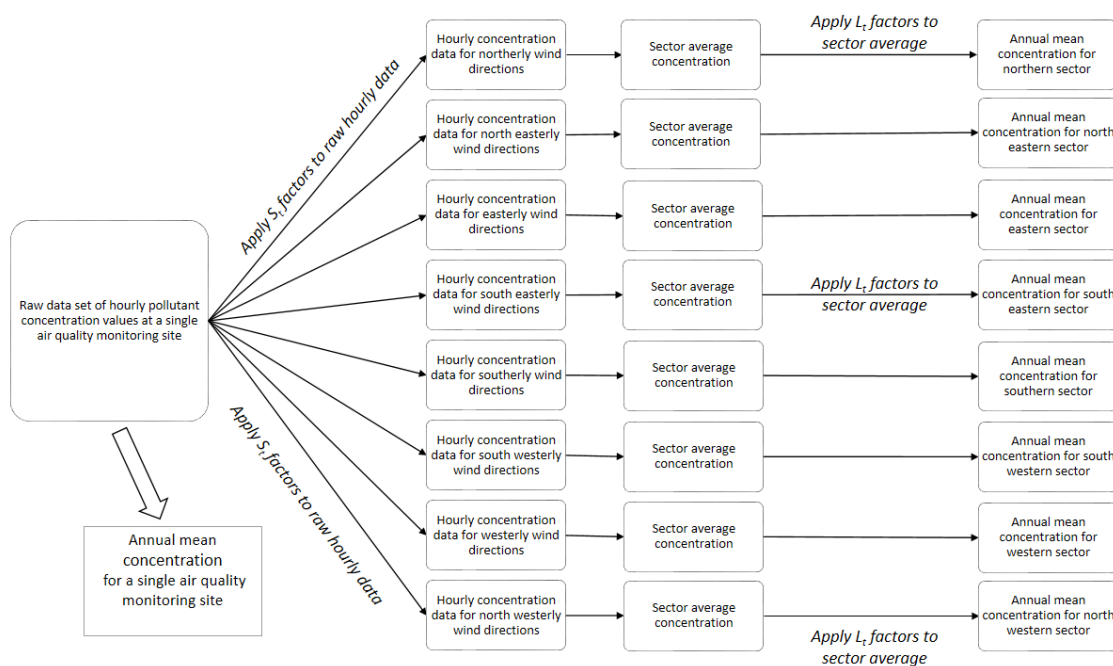 Raw data set of hourly pollutant
concentration values at a single
air quality monitoring site
Annual mean
concentration
for a single air quality
monitoring site
Apply St factors to raw hourly data
Apply St factors to raw hourly data
Hourly concentration
data for northerly wind
directions
Sector average
concentration
Apply Lt factors to
sector average
Annual mean
concentration for
northern sector
Hourly concentration
data for north easterly
wind directions
Sector average
concentration
Annual mean
concentration for north
eastern sector
Hourly concentration
data for easterly wind
directions
Sector average
concentration
Annual mean
concentration for
eastern sector
Hourly concentration
data for south easterly
wind directions
Sector average
concentration
Apply Lt factors to
sector average
Annual mean
concentration for south
eastern sector
Hourly concentration
data for southerly wind
directions
Sector average
concentration
Annual mean
concentration for
southern sector
Hourly concentration
data for south westerly
wind directions
Sector average
concentration
Annual mean
concentration for south
western sector
Hourly concentration
data for westerly wind
directions
Sector average
concentration
Annual mean
concentration for
western sector
Hourly concentration
data for north westerly
wind directions
Sector average
concentration
Apply Lt factors to
sector average
Annual mean
concentration for north
western sector